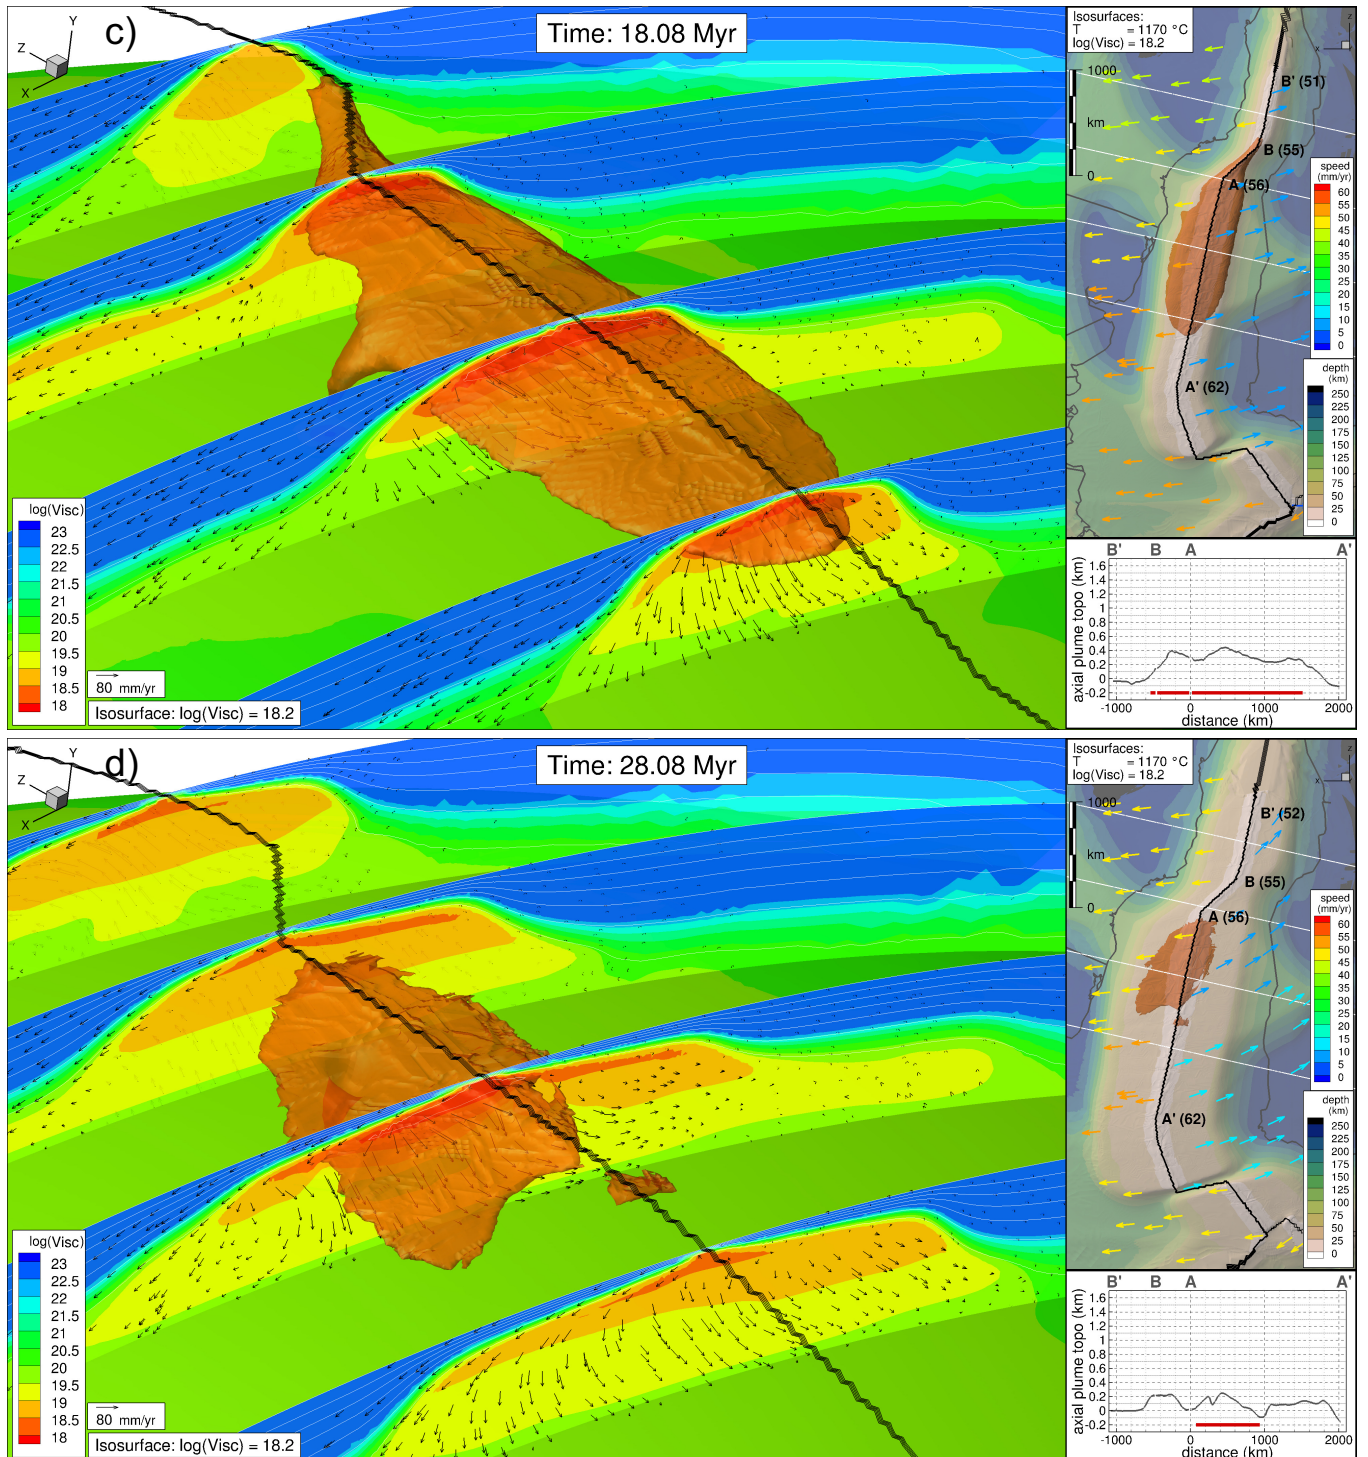 c)
Time: 18.08 Myr
Y
Z
X
log(Visc)
23
22.5
22
21.5
21
20.5
20
19.5
19
18.5
18
80 mm/yr
Isosurface: log(Visc) = 18.2
Isosurfaces:
T = 1170 °C
log(Visc) = 18.2
z
x
1000
km
0
B' (51)
B (55)
A (56)
A' (62)
speed
(mm/yr)
60
55
50
45
40
35
30
25
20
15
10
5
0
depth
(km)
250
225
200
175
150
125
100
75
50
25
0
B' B A A'
axial plume topo (km)
1.6
1.4
1.2
1
0.8
0.6
0.4
0.2
0
-0.2
-1000 0 1000 2000
distance (km)
d)
Time: 28.08 Myr
Y
Z
X
log(Visc)
23
22.5
22
21.5
21
20.5
20
19.5
19
18.5
18
80 mm/yr
Isosurface: log(Visc) = 18.2
Isosurfaces:
T = 1170 °C
log(Visc) = 18.2
z
x
1000
km
0
B' (52)
B (55)
A (56)
A' (62)
speed
(mm/yr)
60
55
50
45
40
35
30
25
20
15
10
5
0
depth
(km)
250
225
200
175
150
125
100
75
50
25
0
B' B A A'
axial plume topo (km)
1.6
1.4
1.2
1
0.8
0.6
0.4
0.2
0
-0.2
-1000 0 1000 2000
distance (km)